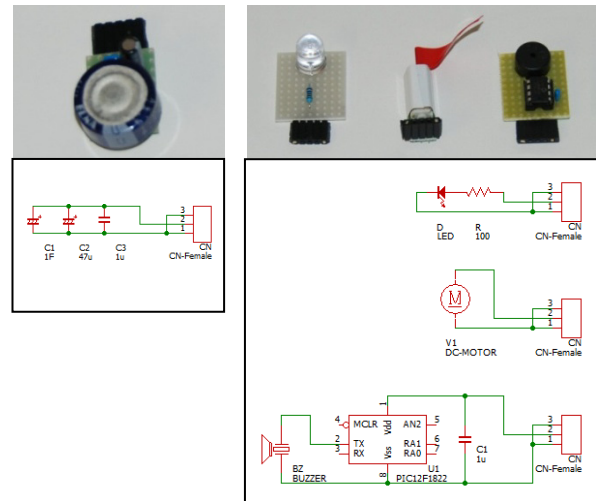 3
2
1
CN
CN-Female
C1
1F
C2
47u
C3
1u
3
2
1
D
LED
R
100
CN
CN-Female
M
3
2
1
V1
DC-MOTOR
CN
CN-Female
4
MCLR
1
Vdd
AN2
5
2
TX
RA1
6
3
RX
Vss
RA0
7
8
U1
PIC12F1822
BZ
BUZZER
C1
1u
3
2
1
CN
CN-Female